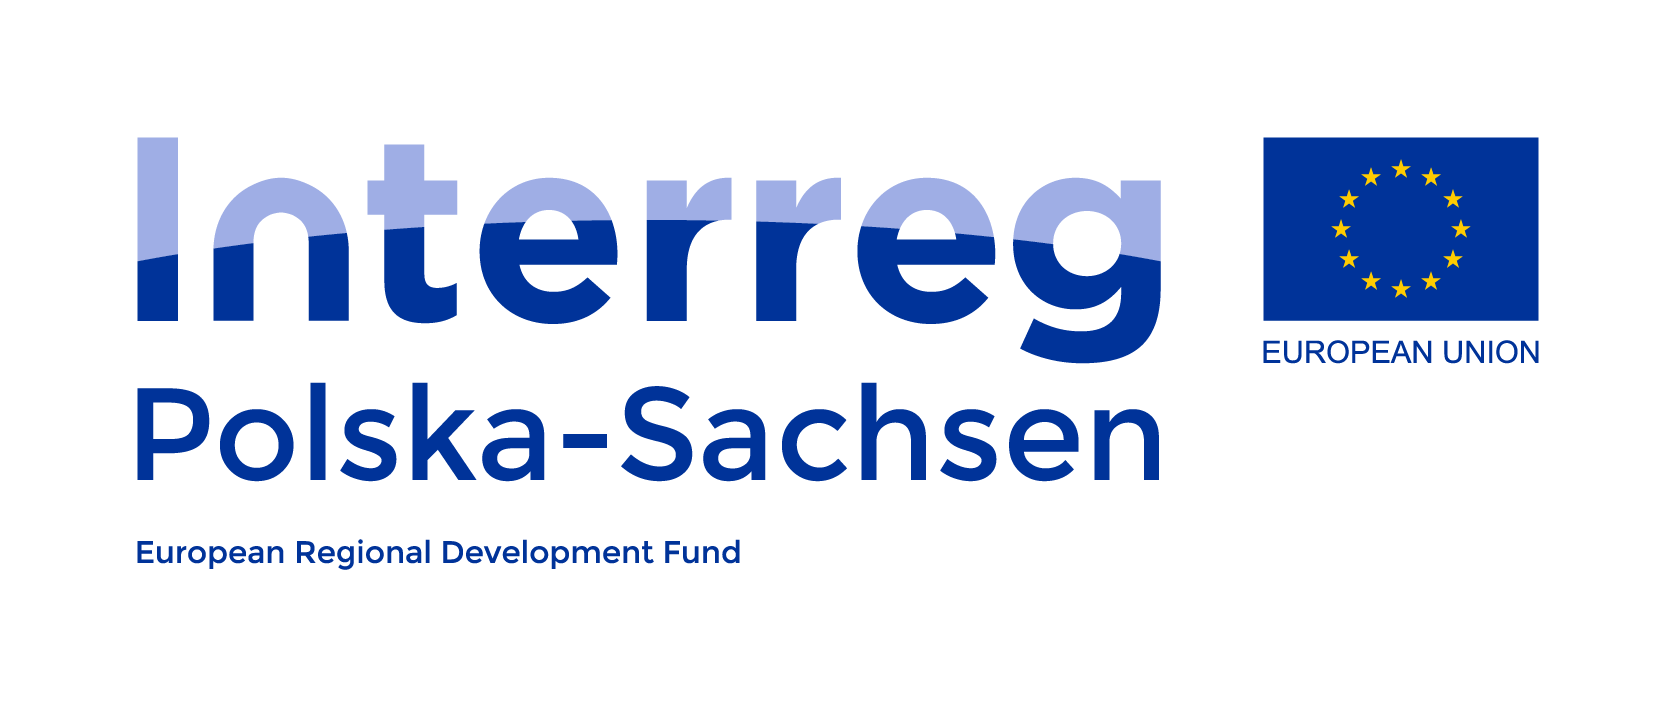 Interreg
EUROPEAN UNION
Polska-Sachsen
European Regional Development Fund